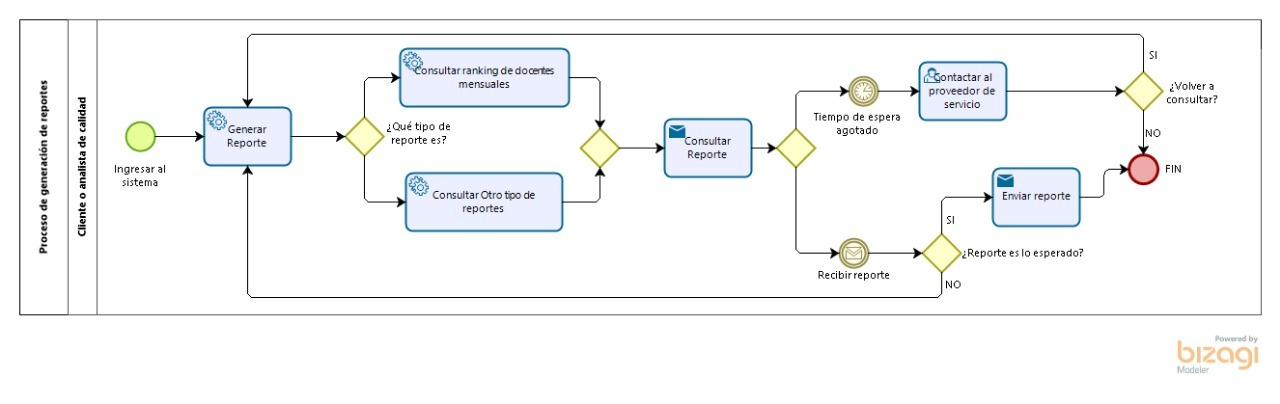 Proceso de generación de reportes
Cliente o analista de calidad
Ingresar al
sistema
Generar
Reporte
¿Qué tipo de
reporte es?
Consultar ranking de docentes
mensuales
Consultar Otro tipo de
reportes
Consultar
Reporte
Tiempo de espera
agotado
Contactar al
proveedor de
servicio
SI
¿Volver a
consultar?
NO
FIN
Recibir reporte
¿Reporte es lo esperado?
SI
NO
Enviar reporte
Powered by
bizagi
Modeler